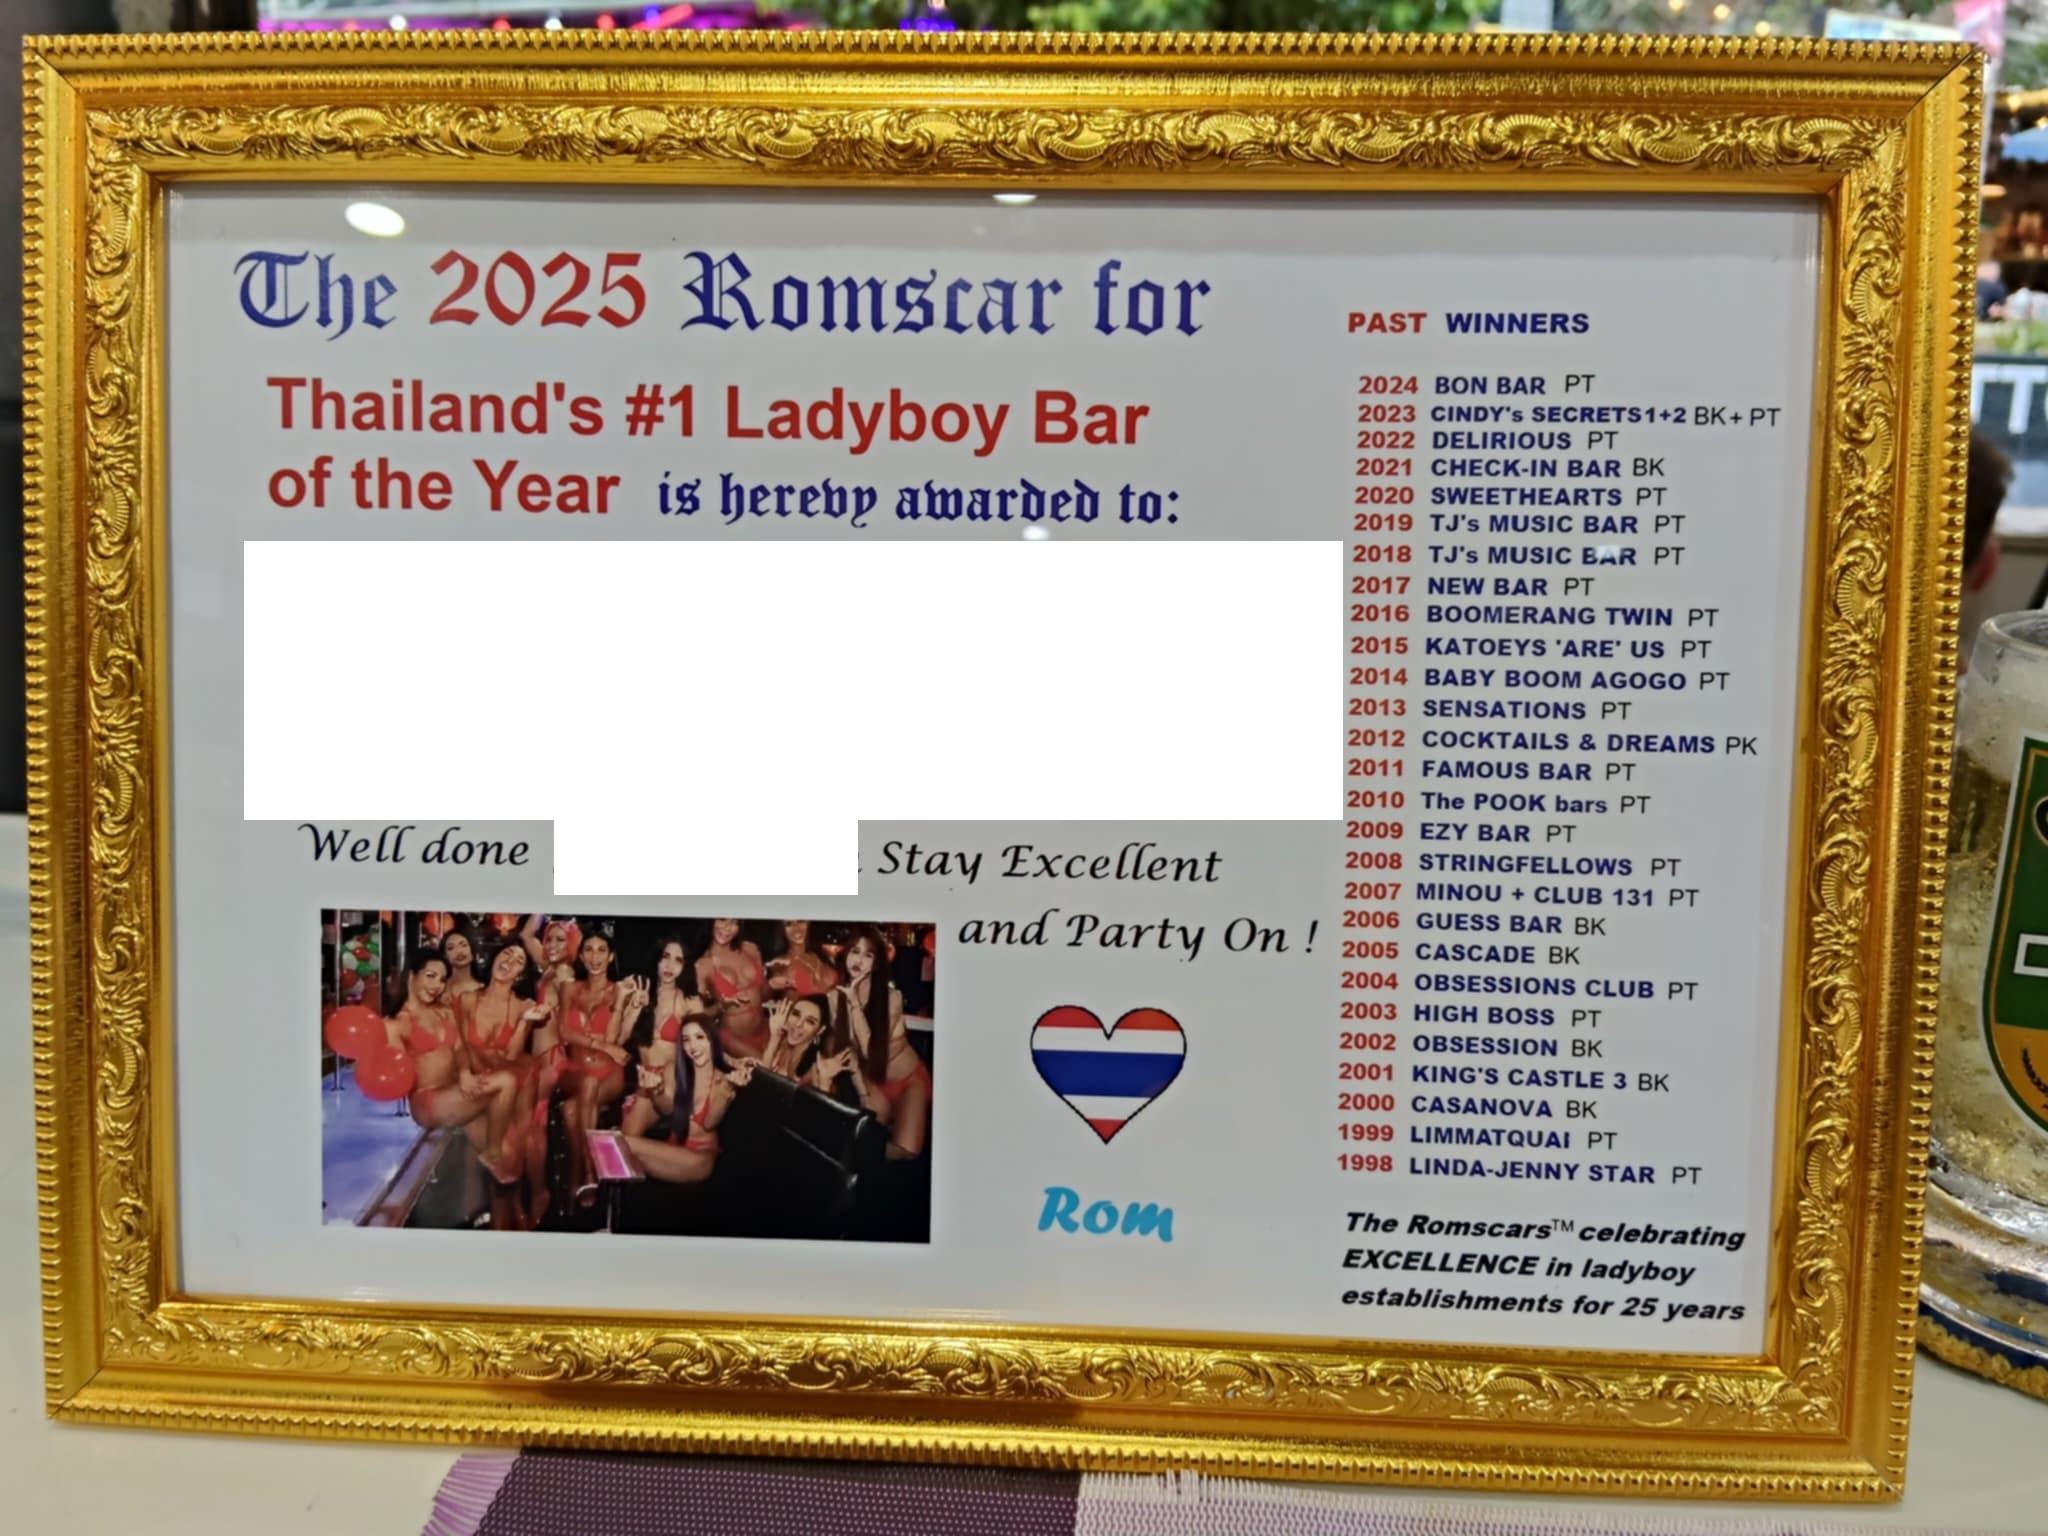 The 2025 Romscar for
Thailand's #1 Ladyboy Bar
of the Year is hereby awarded to:
Well done
Stay Excellent
and Party On !
Rom
PAST WINNERS
2024 BON BAR PT
2023 CINDY's SECRETS1+2 BK+PT
2022 DELIRIOUS PT
2021 CHECK-IN BAR BK
2020 SWEETHEARTS PT
2019 TJ's MUSIC BAR PT
2018 TJ's MUSIC BAR PT
2017 NEW BAR PT
2016 BOOMERANG TWIN PT
2015 KATOEYS 'ARE' US PT
2014 BABY BOOM AGOGO PT
2013 SENSATIONS PT
2012 COCKTAILS & DREAMS PK
2011 FAMOUS BAR PT
2010 The POOK bars PT
2009 EZY BAR PT
2008 STRINGFELLOWS PT
2007 MINOU + CLUB 131 PT
2006 GUESS BAR BK
2005 CASCADE BK
2004 OBSESSIONS CLUB PT
2003 HIGH BOSS PT
2002 OBSESSION BK
2001 KING'S CASTLE 3 BK
2000 CASANOVA BK
1999 LIMMATQUAI PT
1998 LINDA-JENNY STAR PT
The Romscars™ celebrating
EXCELLENCE in ladyboy
establishments for 25 years